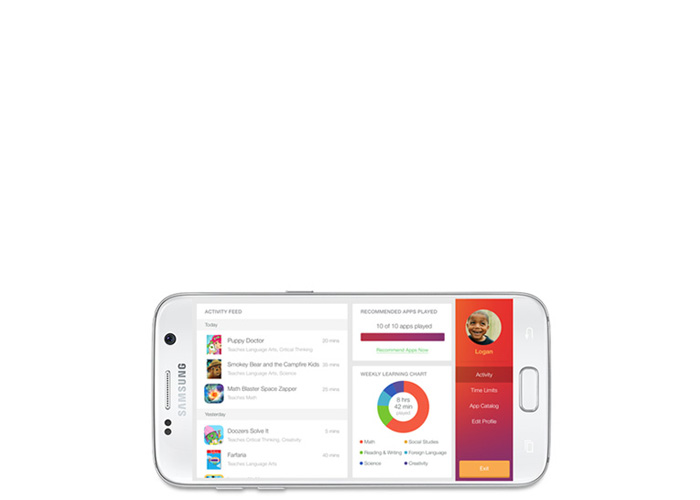 SAMSUNG
ACTIVITY FEED
Today
Puppy Doctor
Teaches Language Arts, Critical Thinking
20 mins
Smokey Bear and the Campfire Kids
Teaches Language Arts, Science
35 mins
Math Blaster Space Zapper
Teaches Math
25 mins
Yesterday
Doozers Solve It
Teaches Critical Thinking, Creativity
5 mins
Farfaria
Teaches Language Arts
40 mins
RECOMMENDED APPS PLAYED
10 of 10 apps played
Recommend Apps Now
WEEKLY LEARNING CHART
8 hrs
42 min
played
Math
Social Studies
Reading & Writing
Foreign-Language
Science
Creativity
Logan
Activity
Time Limits
App Catalog
Edit Profile
Exit